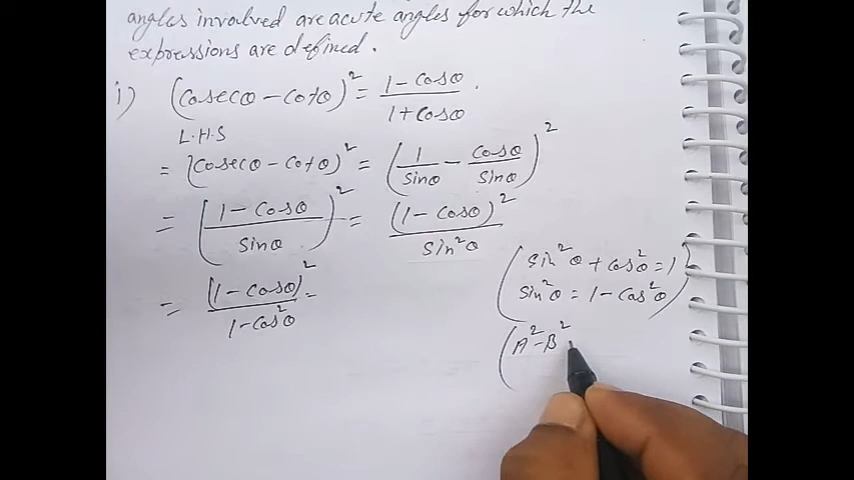 angles involved are acute angles for which the
expressions are defined.
i) (Cosecθ - Cotθ)² = 1 - Cosθ / 1 + Cosθ .
L.H.S
= (Cosecθ - Cotθ)² = (1/Sinθ - Cosθ/Sinθ)²
= (1 - Cosθ / Sinθ)² = (1 - Cosθ)² / Sin²θ
(Sin²θ + Cos²θ = 1
Sin²θ = 1 - Cos²θ)
= (1 - Cosθ)² / 1 - Cos²θ =
(A² - B²